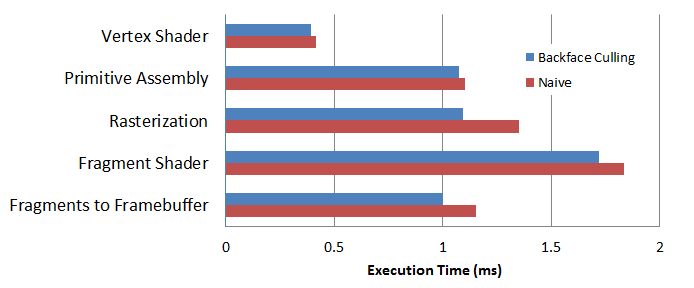 Vertex Shader
Primitive Assembly
Rasterization
Fragment Shader
Fragments to Framebuffer
Backface Culling
Naive
0 0.5 1 1.5 2
Execution Time (ms)